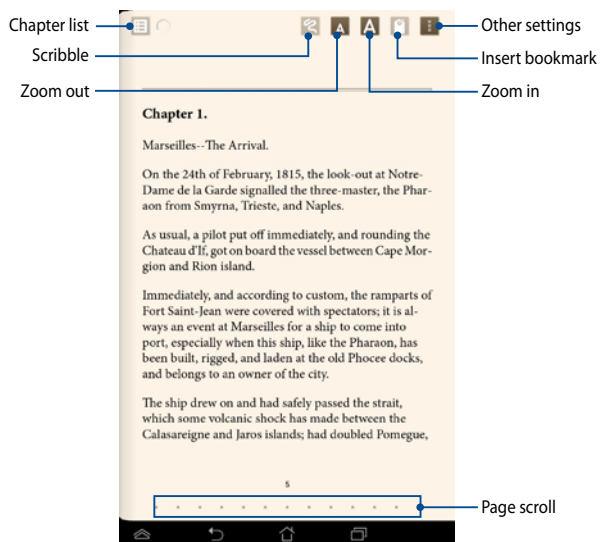 Chapter list
Other settings
Scribble
Insert bookmark
Zoom out
Zoom in
A
A
Chapter 1.
Marseilles--The Arrival.
On the 24th of February, 1815, the look-out at Notre-
Dame de la Garde signalled the three-master, the Phar-
aon from Smyrna, Trieste, and Naples.
As usual, a pilot put off immediately, and rounding the
Chateau d'If, got on board the vessel between Cape Mor-
gion and Rion island.
Immediately, and according to custom, the ramparts of
Fort Saint-Jean were covered with spectators; it is al-
ways an event at Marseilles for a ship to come into
port, especially when this ship, like the Pharaon, has
been built, rigged, and laden at the old Phocee docks,
and belongs to an owner of the city.
The ship drew on and had safely passed the strait,
which some volcanic shock has made between the
Calasareigne and Jaros islands; had doubled Pomegue,
5
Page scroll